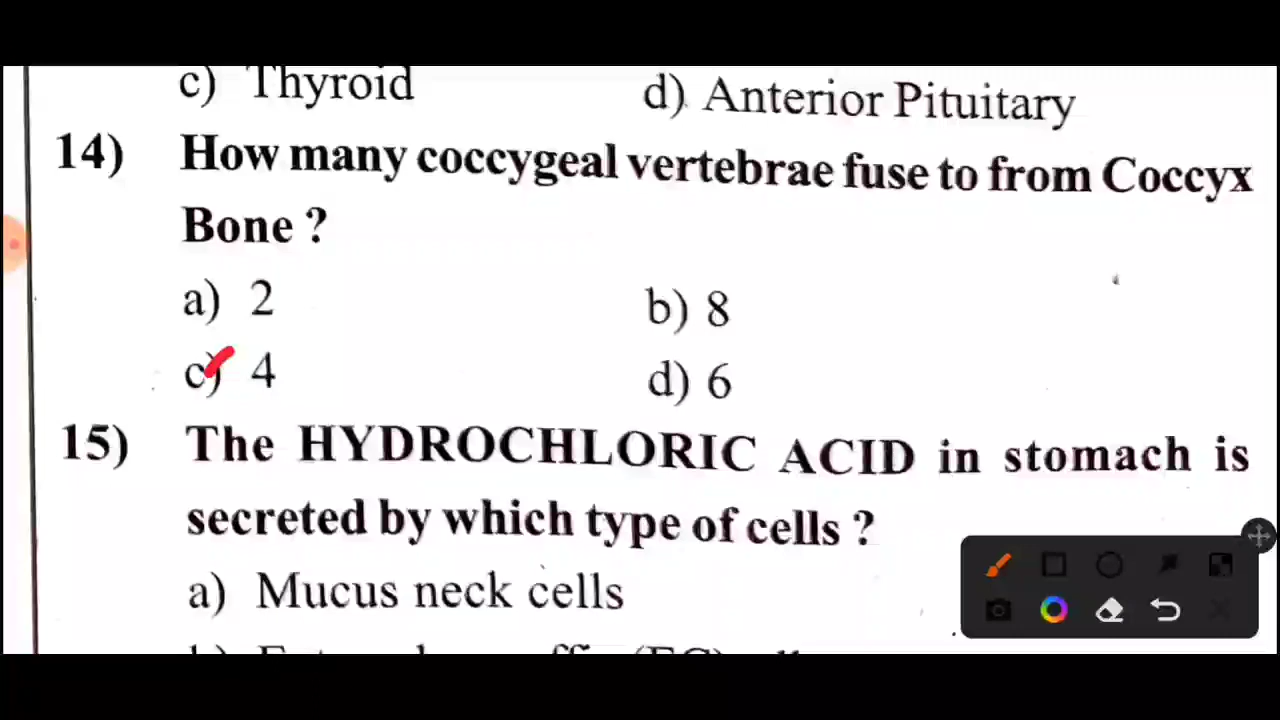 c) Thyroid d) Anterior Pituitary
14) How many coccygeal vertebrae fuse to from Coccyx
Bone ?
a) 2 b) 8
c) 4 d) 6
15) The HYDROCHLORIC ACID in stomach is
secreted by which type of cells ?
a) Mucus neck cells